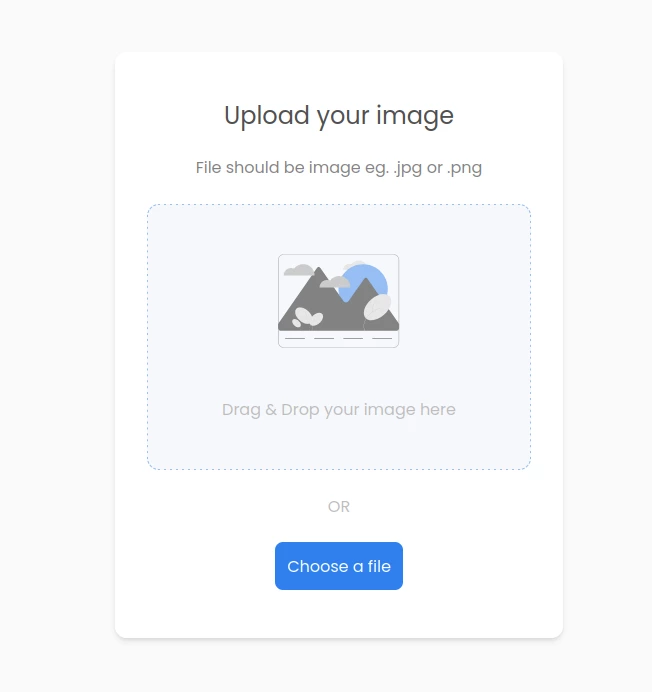 Upload your image
File should be image eg. .jpg or .png
Drag & Drop your image here
OR
Choose a file